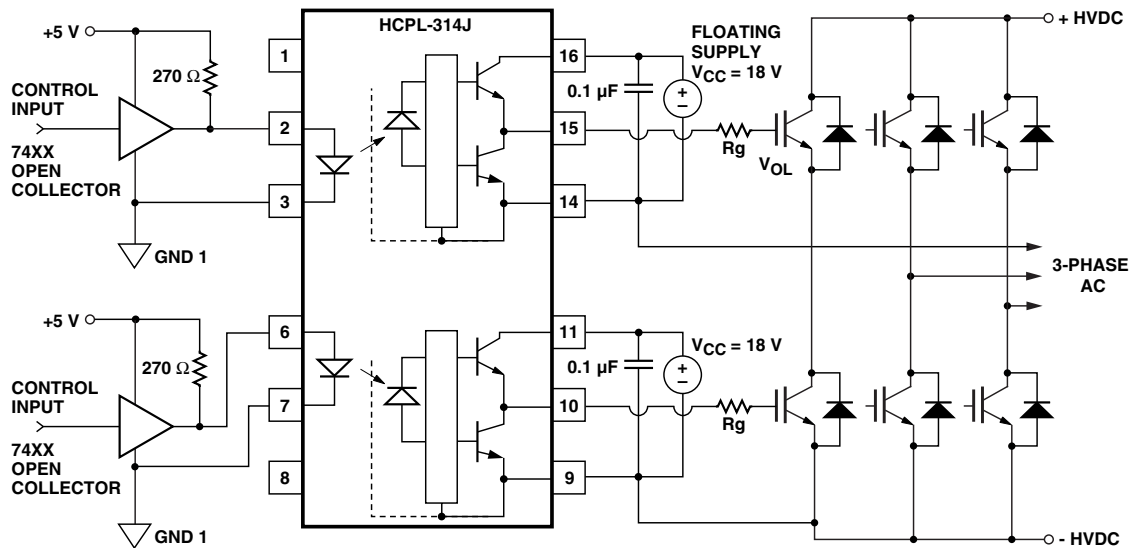 HCPL-314J
+5 V
270 Ω
CONTROL
INPUT
74XX
OPEN
COLLECTOR
GND 1
1
2
3
16
15
14
FLOATING
SUPPLY
VCC = 18 V
0.1 µF
+
−
Rg
VOL
+ HVDC
3-PHASE
AC
+5 V
270 Ω
CONTROL
INPUT
74XX
OPEN
COLLECTOR
GND 1
6
7
8
11
10
9
VCC = 18 V
0.1 µF
+
−
Rg
- HVDC